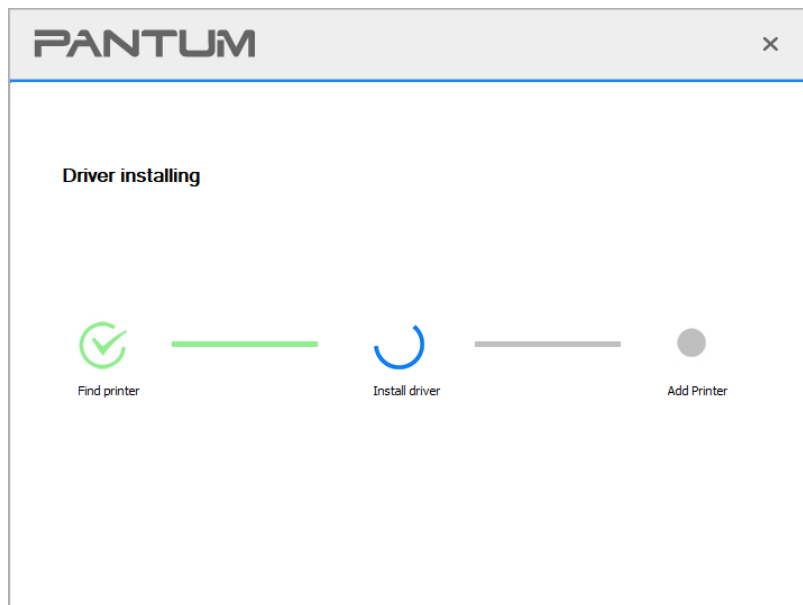 PANTUM
Driver installing
Find printer
Install driver
Add Printer